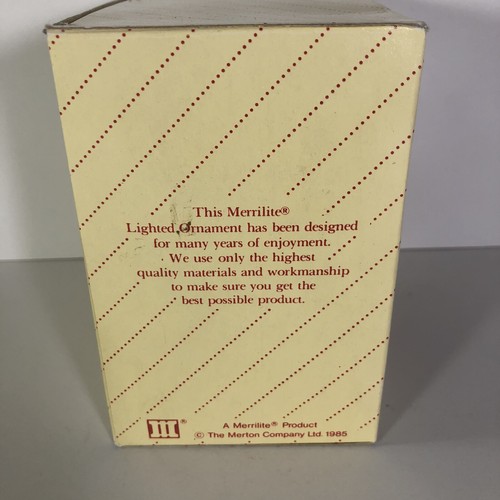 This Merrilite®
Lighted Ornament has been designed
for many years of enjoyment.
We use only the highest
quality materials and workmanship
to make sure you get the
best possible product.
®
A Merrilite® Product
© The Merton Company Ltd. 1985